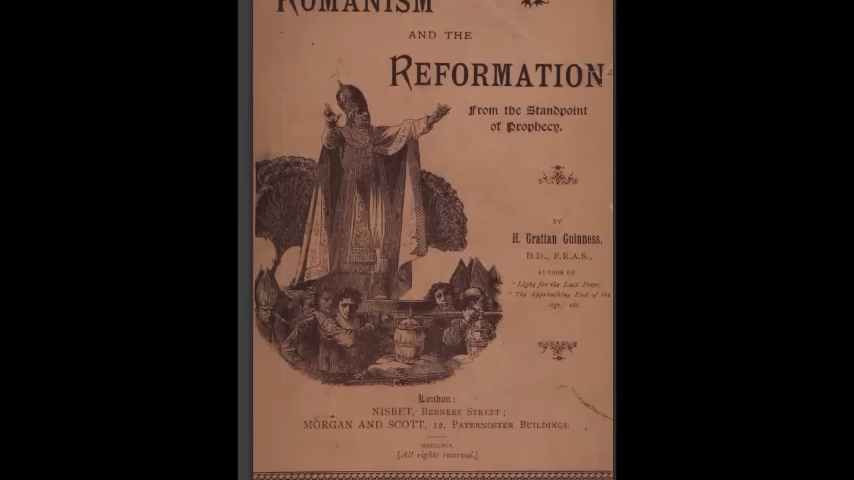 ROMANISM
AND THE
REFORMATION
From the Standpoint
of Prophecy.
BY
H. Grattan Guinness,
D.D., F.R.A.S.,
AUTHOR OF
"Light for the Last Days,"
"The Approaching End of the
Age," etc.
London:
NISBET, BERNERS STREET;
MORGAN AND SCOTT, 12, PATERNOSTER BUILDINGS.
[All rights reserved.]